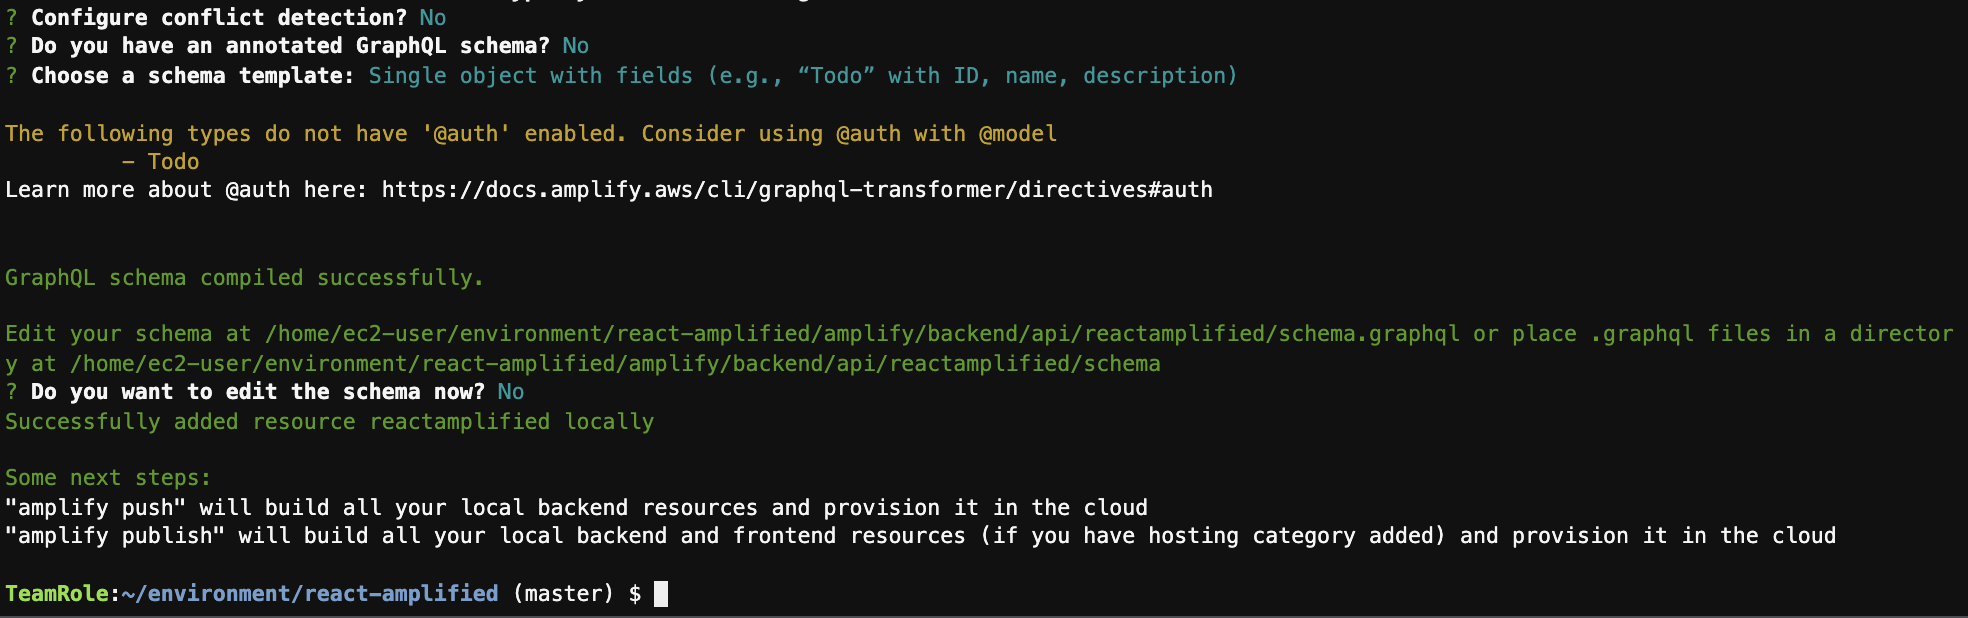 ? Configure conflict detection? No
? Do you have an annotated GraphQL schema? No
? Choose a schema template: Single object with fields (e.g., “Todo” with ID, name, description)
The following types do not have '@auth' enabled. Consider using @auth with @model
- Todo
Learn more about @auth here: https://docs.amplify.aws/cli/graphql-transformer/directives#auth
GraphQL schema compiled successfully.
Edit your schema at /home/ec2-user/environment/react-amplified/amplify/backend/api/reactamplified/schema.graphql or place .graphql files in a director
y at /home/ec2-user/environment/react-amplified/amplify/backend/api/reactamplified/schema
? Do you want to edit the schema now? No
Successfully added resource reactamplified locally
Some next steps:
"amplify push" will build all your local backend resources and provision it in the cloud
"amplify publish" will build all your local backend and frontend resources (if you have hosting category added) and provision it in the cloud
TeamRole:~/environment/react-amplified (master) $